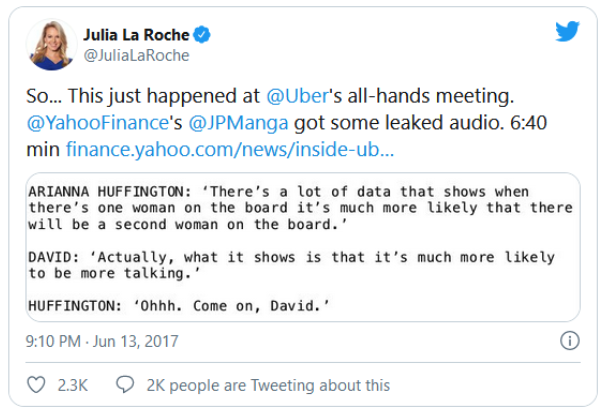 Julia La Roche
@JuliaLaRoche
So... This just happened at @Uber's all-hands meeting.
@YahooFinance's @JPManga got some leaked audio. 6:40
min finance.yahoo.com/news/inside-ub...
ARIANNA HUFFINGTON: ‘There’s a lot of data that shows when
there’s one woman on the board it’s much more likely that there
will be a second woman on the board.’
DAVID: ‘Actually, what it shows is that it’s much more likely
to be more talking.’
HUFFINGTON: ‘Ohhh. Come on, David.’
9:10 PM · Jun 13, 2017
2.3K 2K people are Tweeting about this